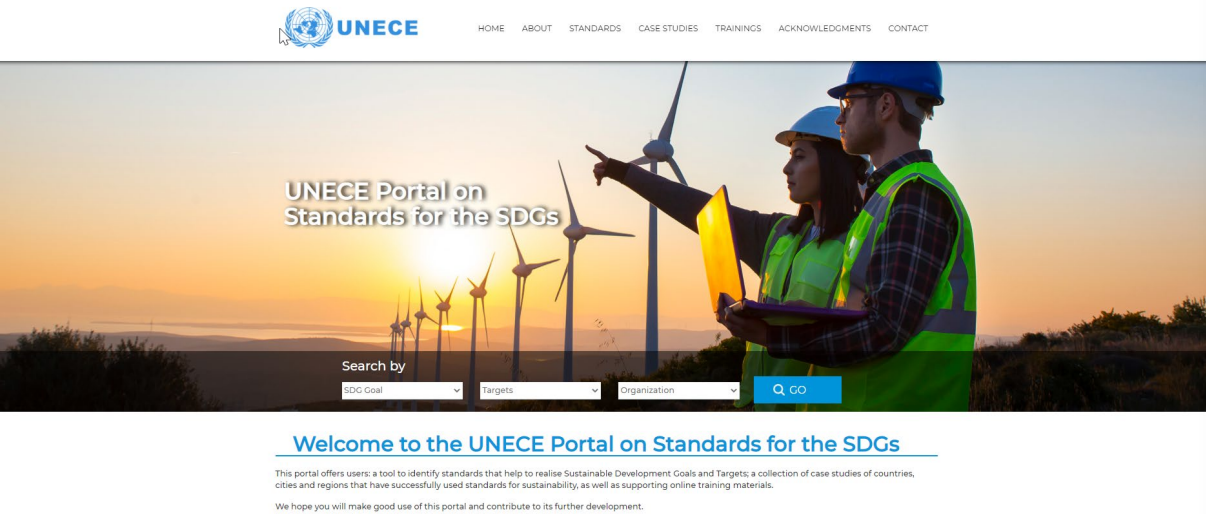 UNECE
HOME ABOUT STANDARDS CASE STUDIES TRAININGS ACKNOWLEDGMENTS CONTACT
UNECE Portal on
Standards for the SDGs
Search by
SDG Goal Targets Organization GO
Welcome to the UNECE Portal on Standards for the SDGs
This portal offers users: a tool to identify standards that help to realise Sustainable Development Goals and Targets; a collection of case studies of countries,
cities and regions that have successfully used standards for sustainability, as well as supporting online training materials.
We hope you will make good use of this portal and contribute to its further development.